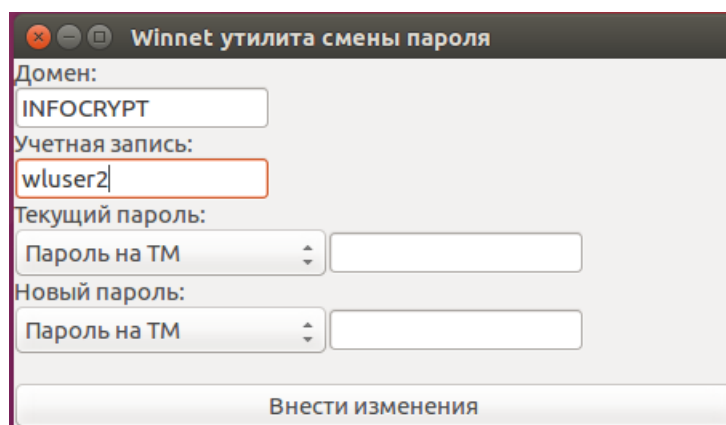 Winnet утилита смены пароля
Домен:
INFOCRYPT
Учетная запись:
wluser2
Текущий пароль:
Пароль на ТМ
Новый пароль:
Пароль на ТМ
Внести изменения